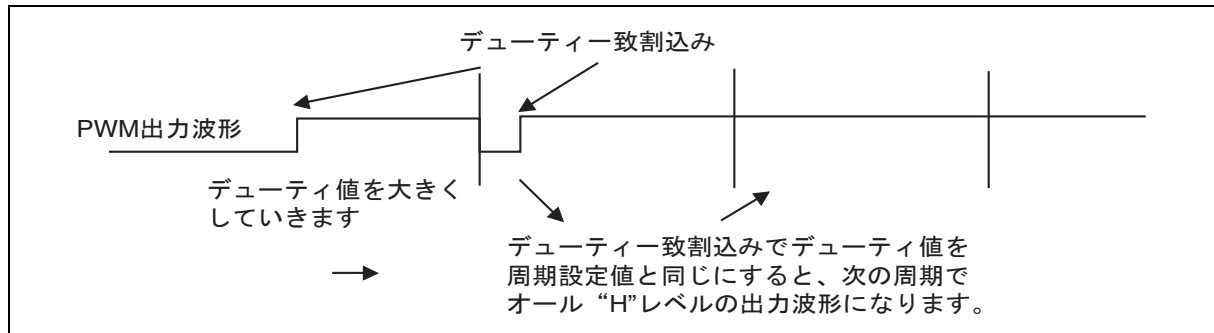 デューティ一致割込み
PWM出力波形
デューティ値を大きく
していきます
デューティ一致割込みでデューティ値を
周期設定値と同じにすると、次の周期で
オール“H”レベルの出力波形になります。